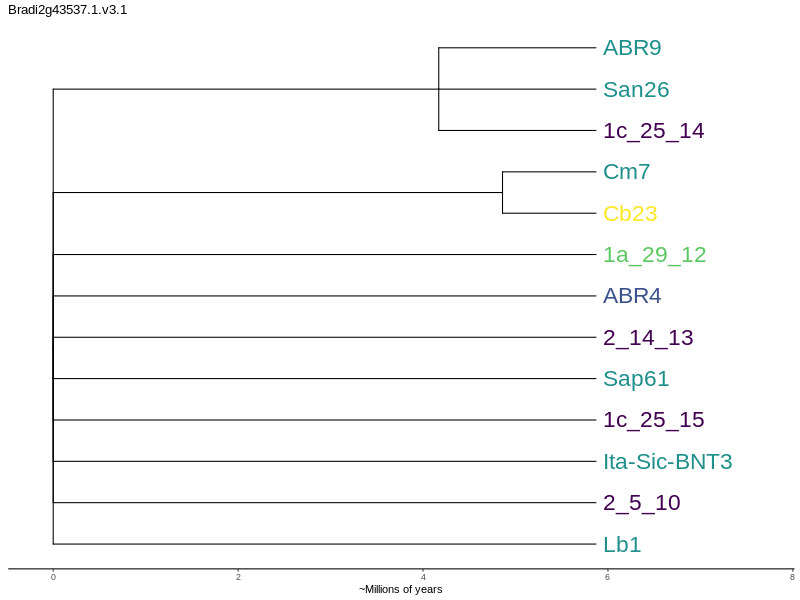 Bradi2g43537.1.v3.1
ABR9
San26
1c_25_14
Cm7
Cb23
1a_29_12
ABR4
2_14_13
Sap61
1c_25_15
Ita-Sic-BNT3
2_5_10
Lb1
0 2 4 6 8
~Millions of years